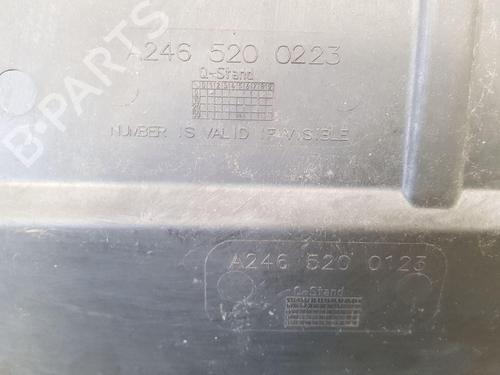 A246 520 0223
Q-Stand
NUMBER IS VALID IF VISIBLE
A246 520 0123
Q-Stand
B-PARTS